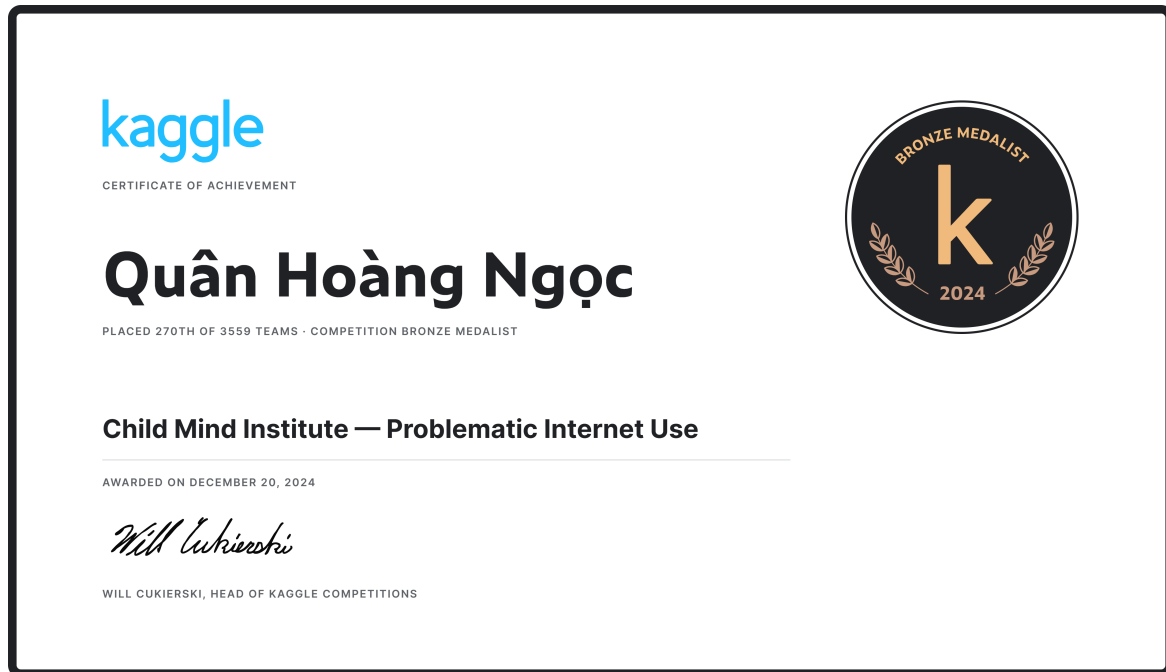 kaggle
CERTIFICATE OF ACHIEVEMENT
Quân Hoàng Ngọc
PLACED 270TH OF 3559 TEAMS · COMPETITION BRONZE MEDALIST
BRONZE MEDALIST
k
2024
Child Mind Institute — Problematic Internet Use
AWARDED ON DECEMBER 20, 2024
Will Cukierski
WILL CUKIERSKI, HEAD OF KAGGLE COMPETITIONS